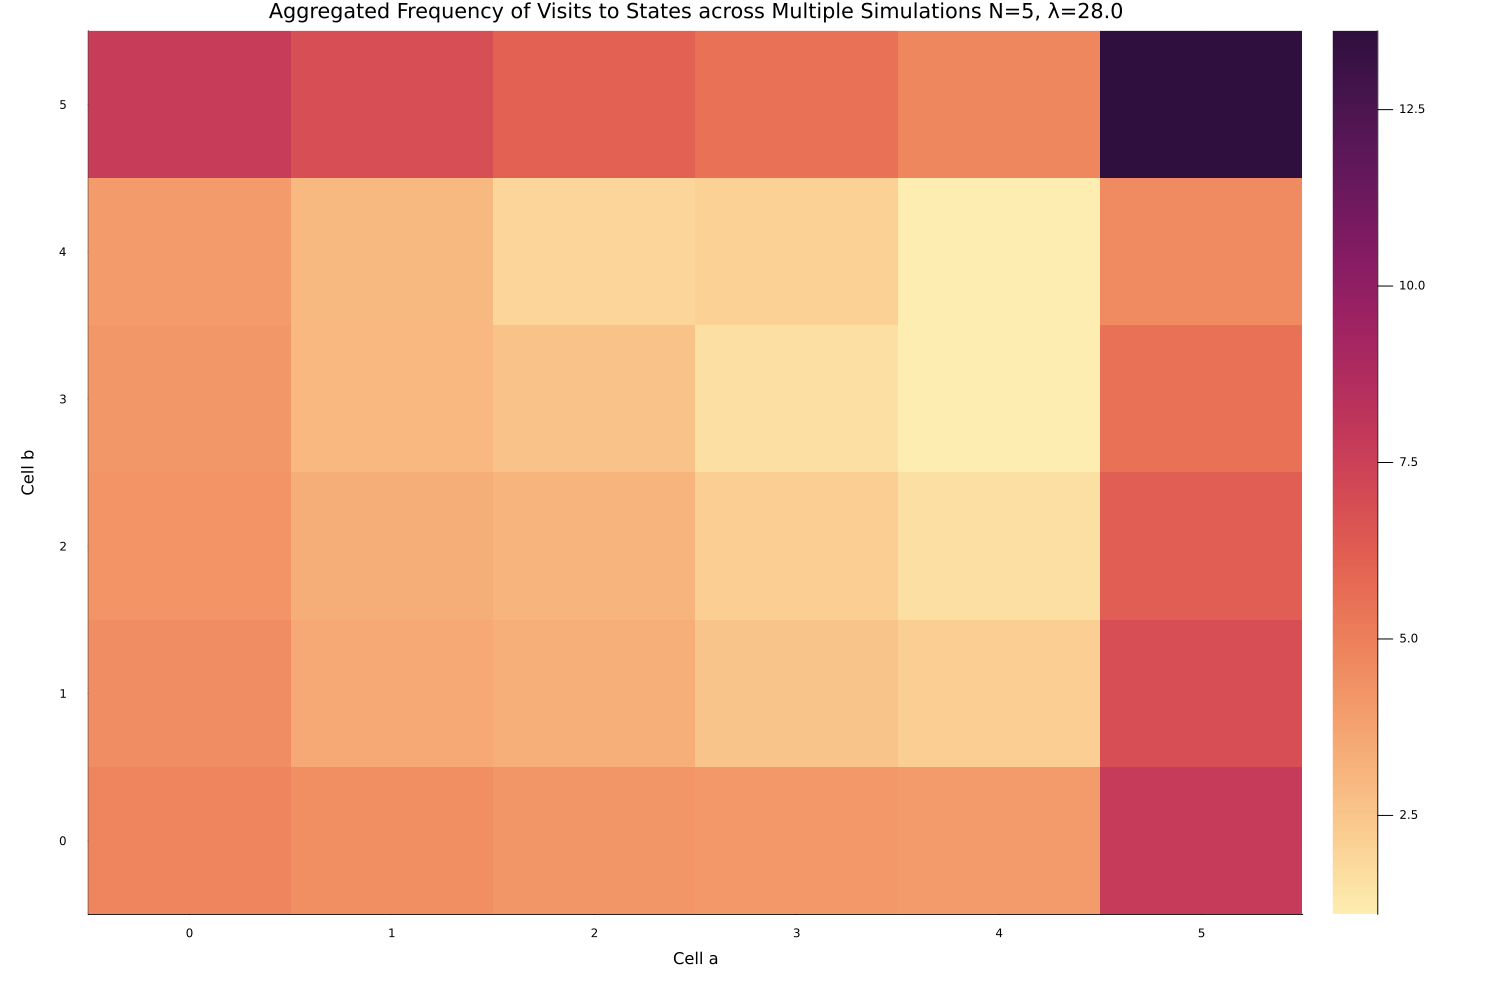 Aggregated Frequency of Visits to States across Multiple Simulations N=5, λ=28.0
5
4
3
2
1
0
Cell b
0 1 2 3 4 5
Cell a
12.5
10.0
7.5
5.0
2.5